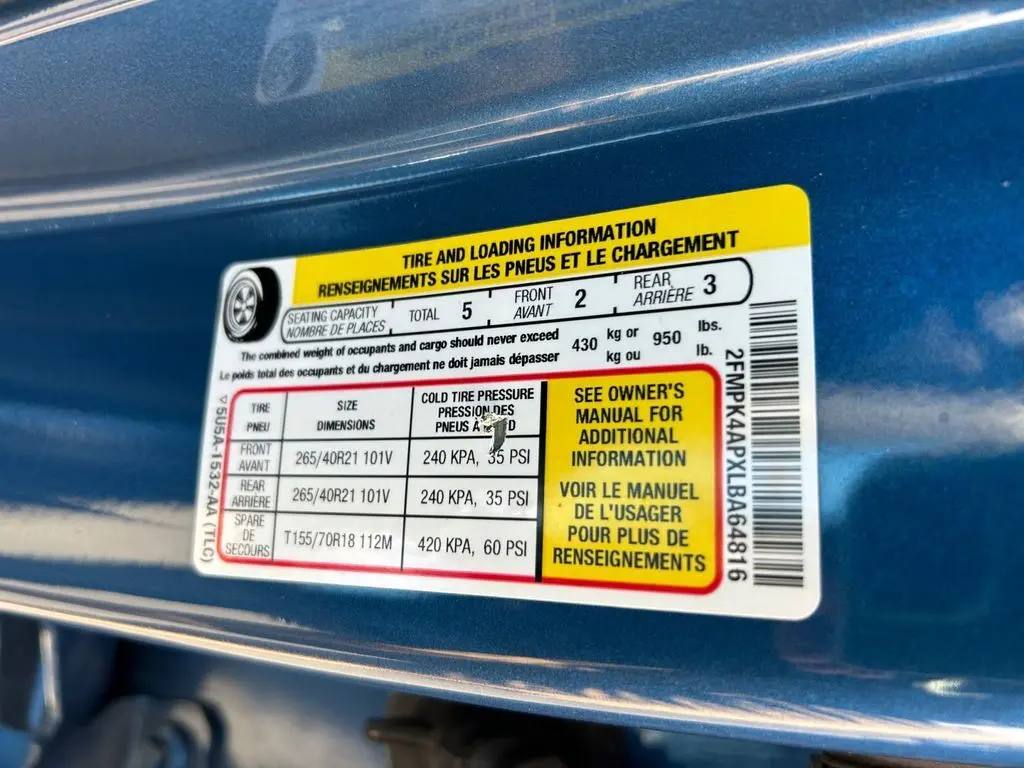 TIRE AND LOADING INFORMATION
RENSEIGNEMENTS SUR LES PNEUS ET LE CHARGEMENT
SEATING CAPACITY
NOMBRE DE PLACES
TOTAL 5
FRONT
AVANT
2
REAR
ARRIÈRE
3
The combined weight of occupants and cargo should never exceed
Le poids total des occupants et du chargement ne doit jamais dépasser
430
kg or
kg ou
950
lbs.
lb.
TIRE
PNEU
SIZE
DIMENSIONS
COLD TIRE PRESSURE
PRESSION DES
PNEUS À
FRONT
AVANT
265/40R21 101V
240 KPA, 35 PSI
REAR
ARRIÈRE
265/40R21 101V
240 KPA, 35 PSI
SPARE
DE
SECOURS
T155/70R18 112M
420 KPA, 60 PSI
SEE OWNER'S
MANUAL FOR
ADDITIONAL
INFORMATION
VOIR LE MANUEL
DE L'USAGER
POUR PLUS DE
RENSEIGNEMENTS
5U5A-1532-AA (TLC)
2FMPK4APXLBA64816